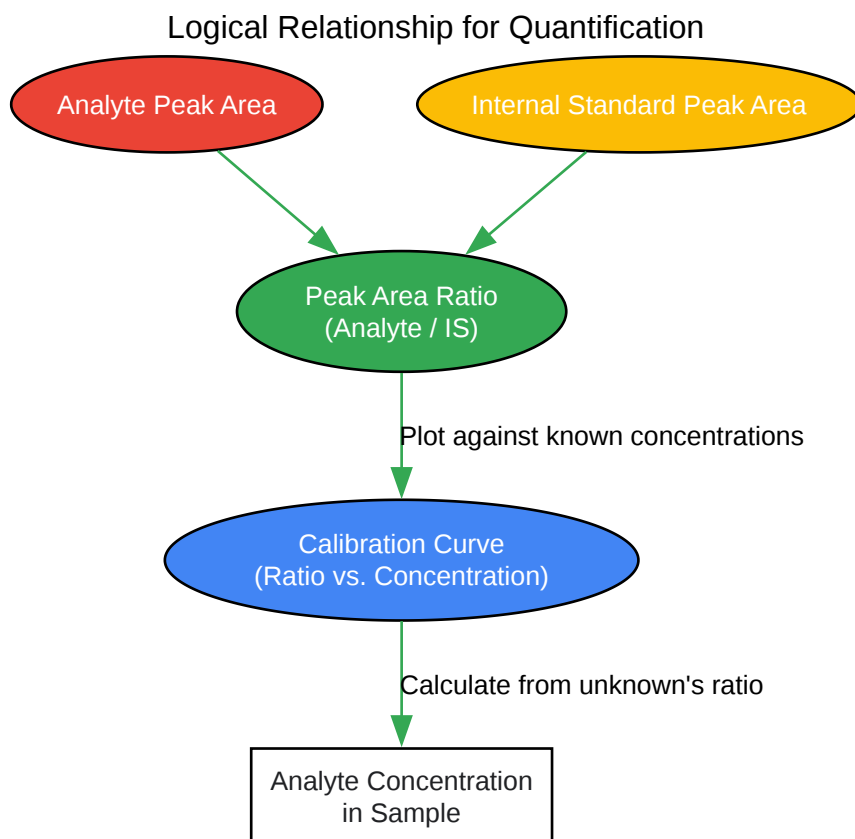 Logical Relationship for Quantification
Analyte Peak Area
Internal Standard Peak Area
Peak Area Ratio
(Analyte / IS)
Plot against known concentrations
Calibration Curve
(Ratio vs. Concentration)
Calculate from unknown's ratio
Analyte Concentration
in Sample